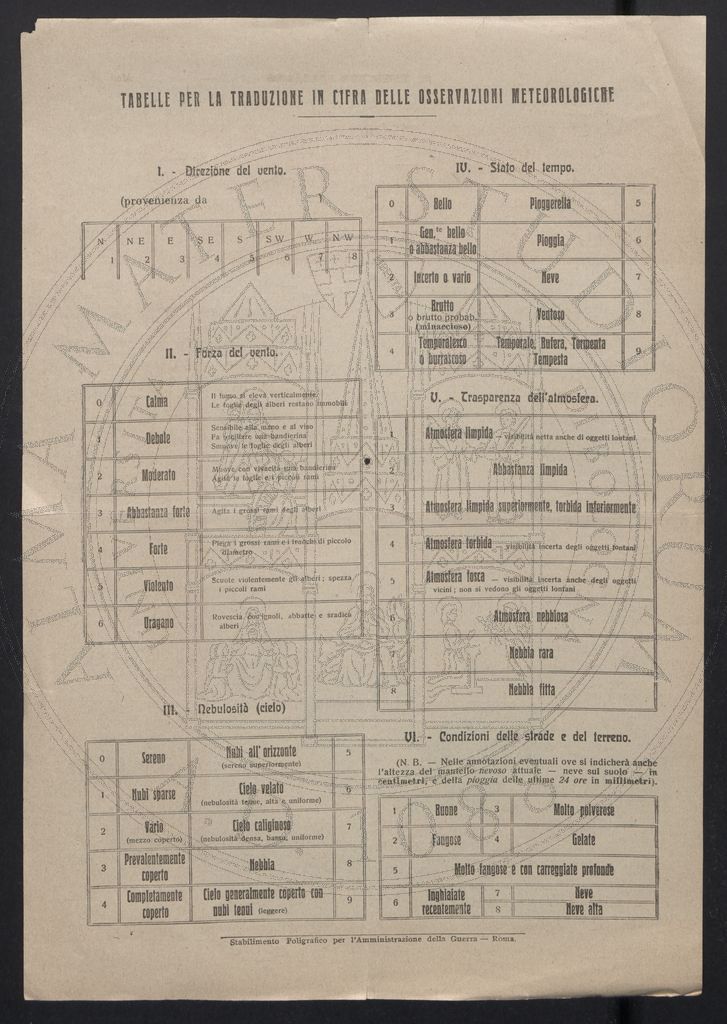 TABELLE PER LA TRADUZIONE IN CIFRA DELLE OSSERVAZIONI METEOROLOGICHE
I. - Direzione del vento.
(provenienza da )
N NE E SE S SW W NW
1 2 3 4 5 6 7 8
II. - Forza del vento.
0 Calma Il fumo si eleva verticalmente.
Le foglie degli alberi restano immobili
1 Debole Sensibile alla mano e al viso
Fa oscillare una bandierina
Smuove le foglie degli alberi
2 Moderato Muove con vivacità una bandierina
Agita le foglie e i piccoli rami
3 Abbastanza forte Agita i grossi rami degli alberi
4 Forte Piega i grossi rami e i tronchi di piccolo
diametro
5 Violento Scuote violentemente gli alberi; spezza
i piccoli rami
6 Uragano Rovescia comignoli, abbatte e sradica
alberi
III. - Nebulosità (cielo)
0 Sereno Nubi all'orizzonte 5
(sereno superiormente)
1 Nubi sparse Cielo velato 6
(nebulosità tenue, alta e uniforme)
2 Vario Cielo caliginoso 7
(mezzo coperto) (nebulosità densa, bassa, uniforme)
3 Prevalentemente
coperto Nebbia 8
4 Completamente
coperto Cielo generalmente coperto con
nubi tenui (leggere) 9
IV. - Stato del tempo.
0 Bello Pioggerella 5
1 Gen.te bello
o abbastanza bello Pioggia 6
2 Incerto o vario Neve 7
3 Brutto
o brutto probab.
(minaccioso) Ventoso 8
4 Temporalesco
o burrascoso Temporale, Bufera, Tormenta
Tempesta 9
V. - Trasparenza dell'atmosfera.
1 Atmosfera limpida - visibilità netta anche di oggetti lontani
2 Abbastanza limpida
3 Atmosfera limpida superiormente, torbida inferiormente
4 Atmosfera torbida - visibilità incerta degli oggetti lontani
5 Atmosfera fosca — visibilità incerta anche degli oggetti
vicini; non si vedono gli oggetti lontani
6 Atmosfera nebbiosa
7 Nebbia rara
8 Nebbia fitta
VI. - Condizioni delle strade e del terreno.
(N. B. — Nelle annotazioni eventuali ove si indicherà anche
l'altezza del mantello nevoso attuale — neve sul suolo — in
centimetri, e della pioggia delle ultime 24 ore in millimetri).
1 Buone 3 Molto polverose
2 Fangose 4 Gelate
5 Molto fangose e con carreggiate profonde
6 Inghiaiate
recentemente 7 Neve
8 Neve alta
Stabilimento Poligrafico per l'Amministrazione della Guerra — Roma.
ALMA MATER STUDIORUM